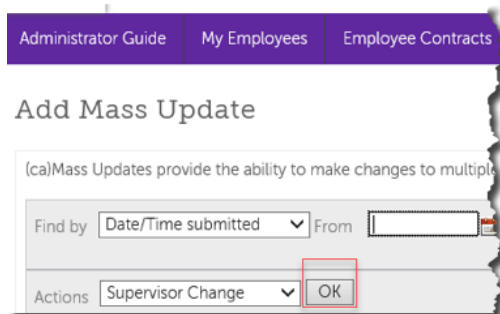 Administrator Guide My Employees Employee Contracts
Add Mass Update
(ca)Mass Updates provide the ability to make changes to multiple
Find by Date/Time submitted From
Actions Supervisor Change OK